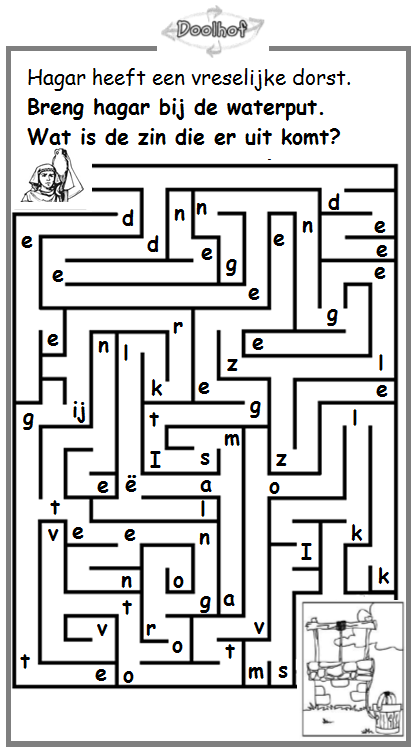 Doolhof
Hagar heeft een vreselijke dorst.
Breng hagar bij de waterput.
Wat is de zin die er uit komt?
d n n d
e d e e n e
e g e
e e
r g
e n l z e l
k e e
g ij t g l
m
I s z
e ë a o
t l
v e e n k
I
n o k
t g a
v r v
o
t t
e o m s